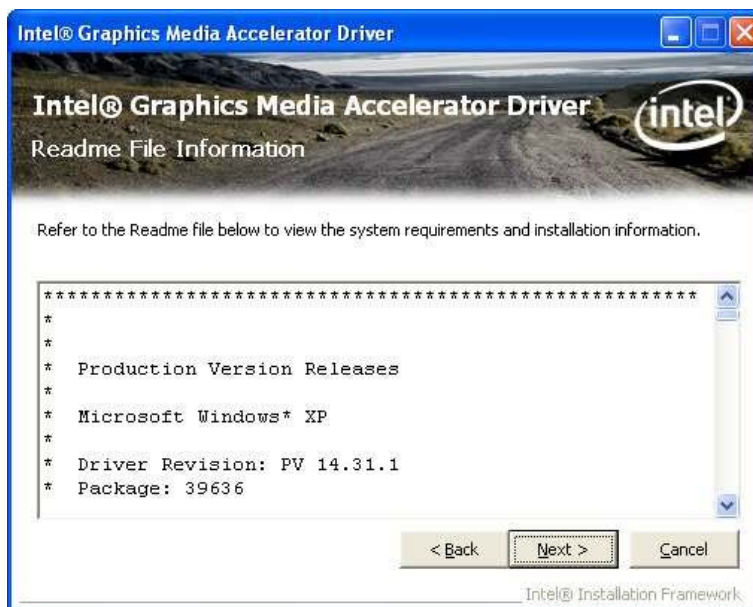 Intel® Graphics Media Accelerator Driver
Intel® Graphics Media Accelerator Driver
intel
Readme File Information
Refer to the Readme file below to view the system requirements and installation information.
*******************************************************
*
*
* Production Version Releases
*
* Microsoft Windows* XP
*
* Driver Revision: PV 14.31.1
* Package: 39636
< Back Next > Cancel
Intel® Installation Framework